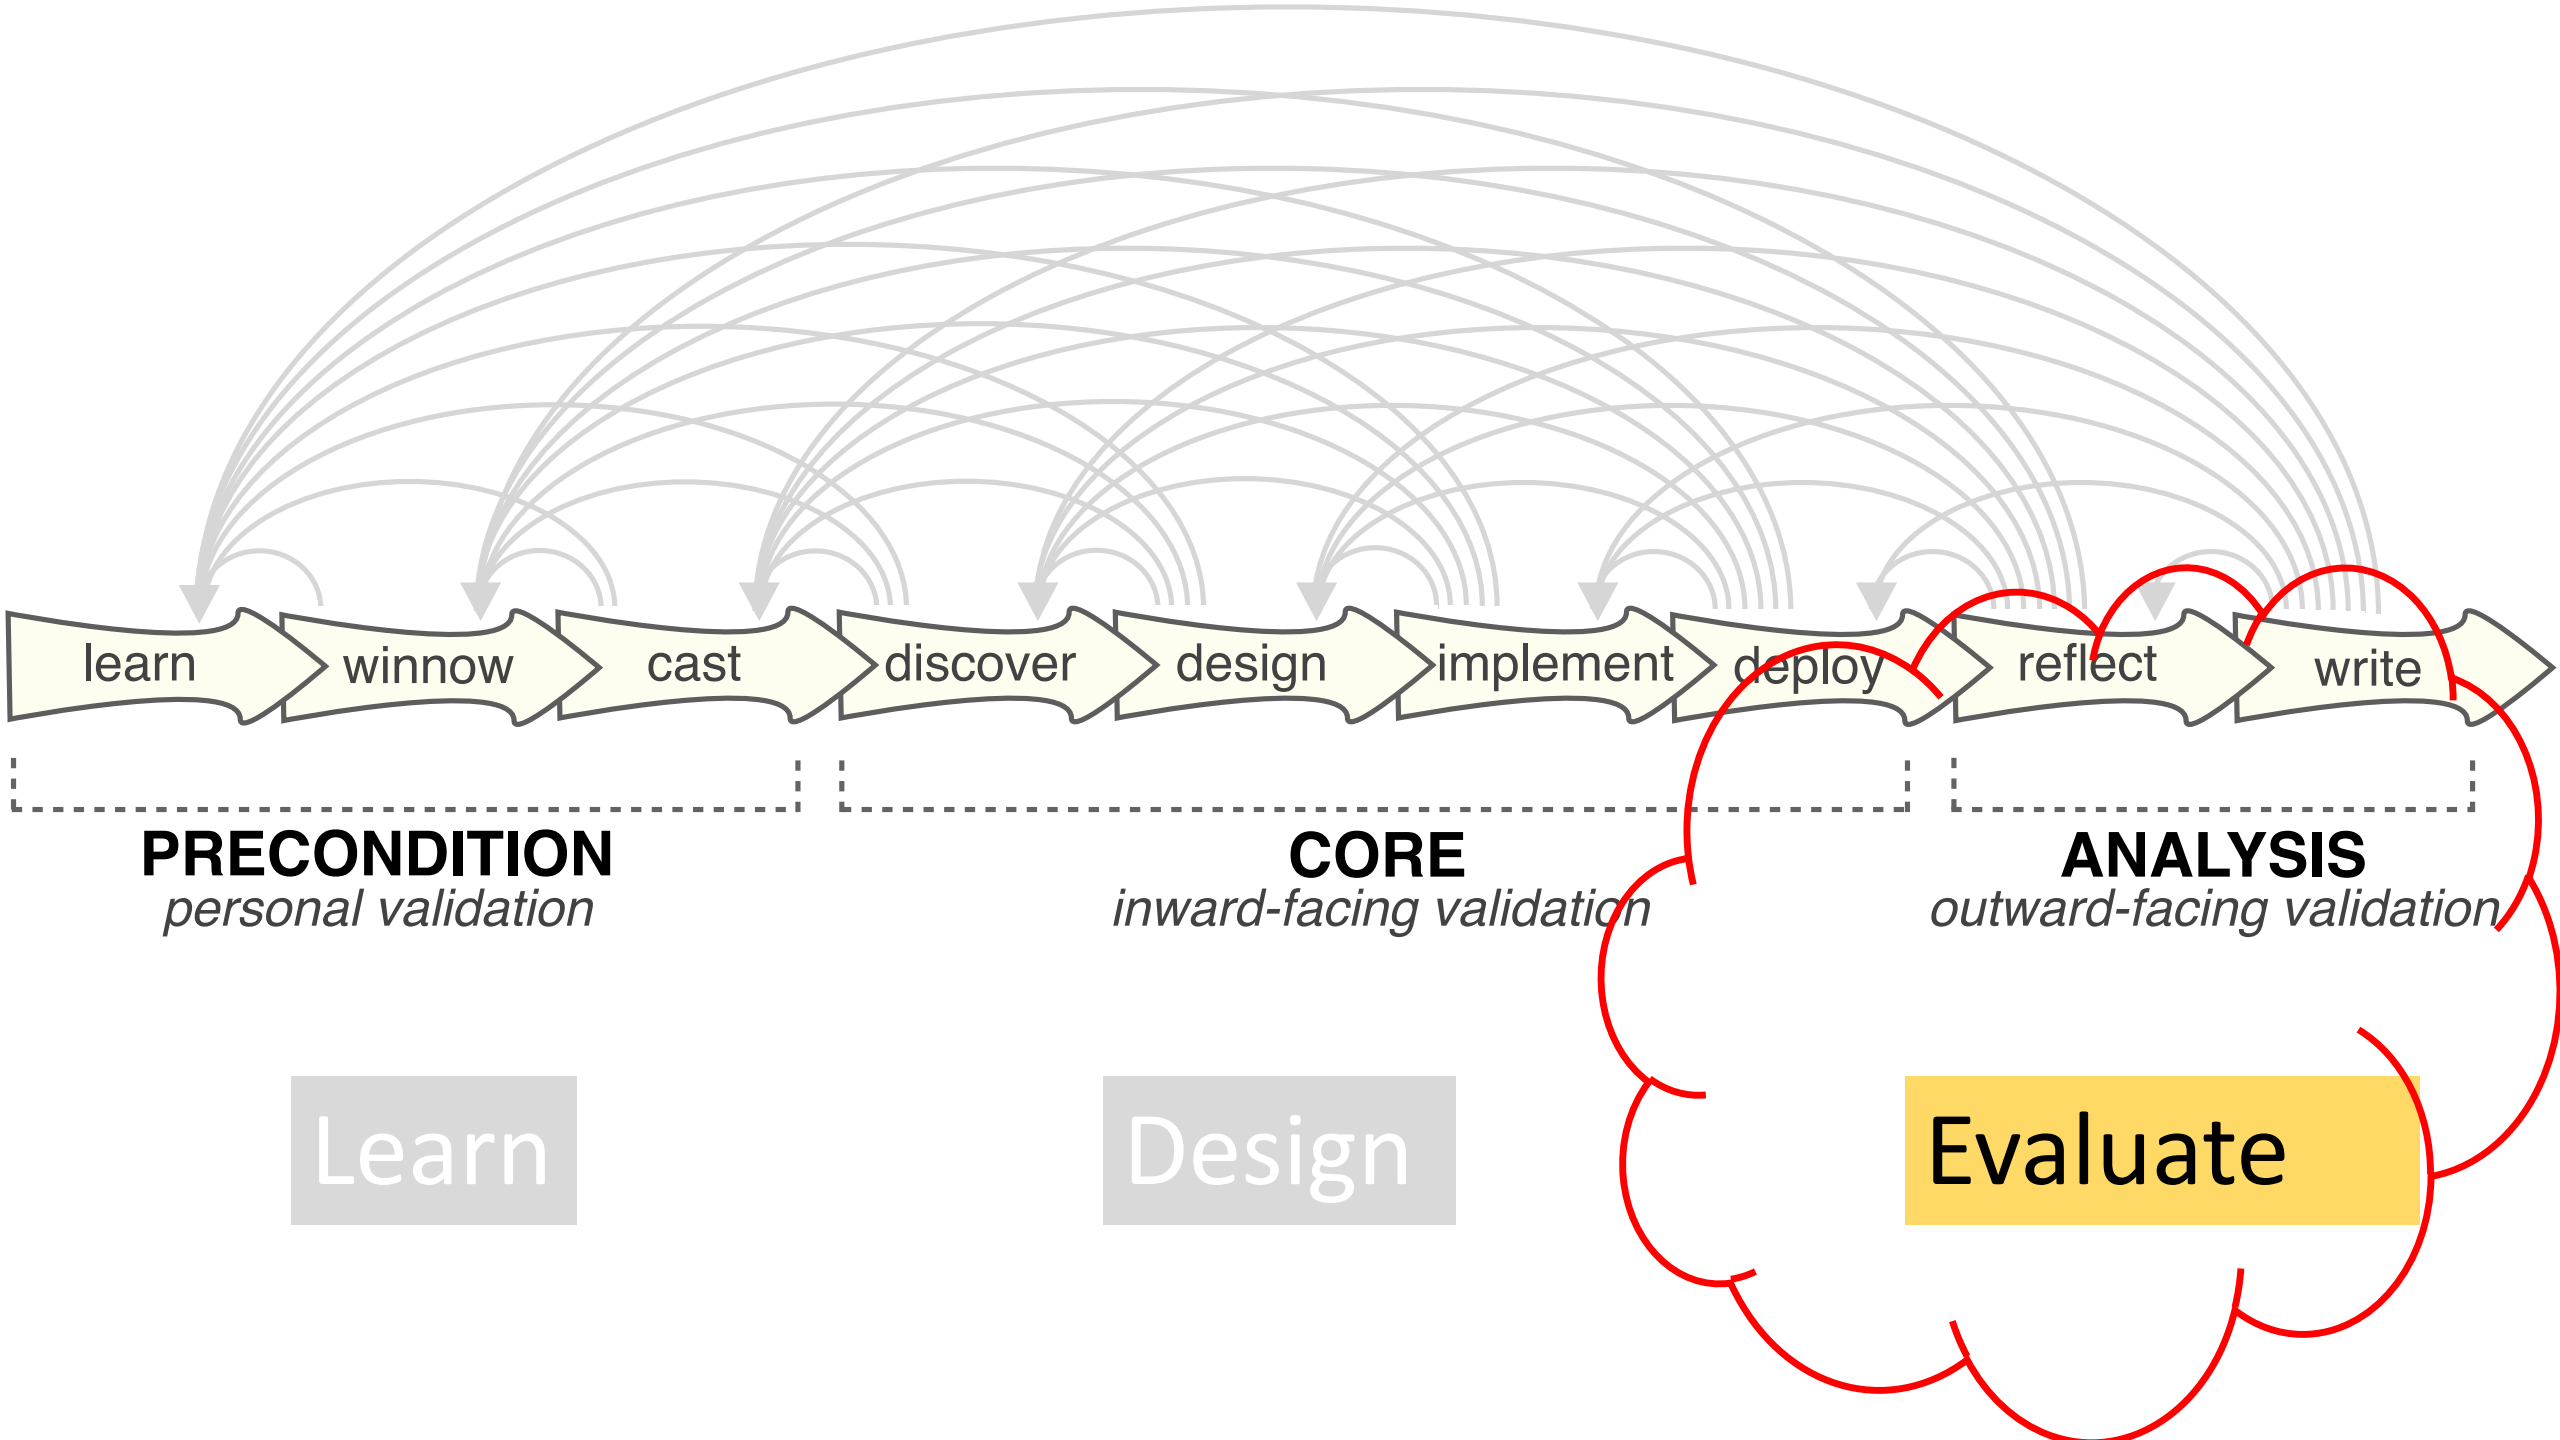 learn winnow cast discover design implement deploy reflect write
PRECONDITION CORE ANALYSIS
personal validation inward-facing validation outward-facing validation
Learn Design Evaluate